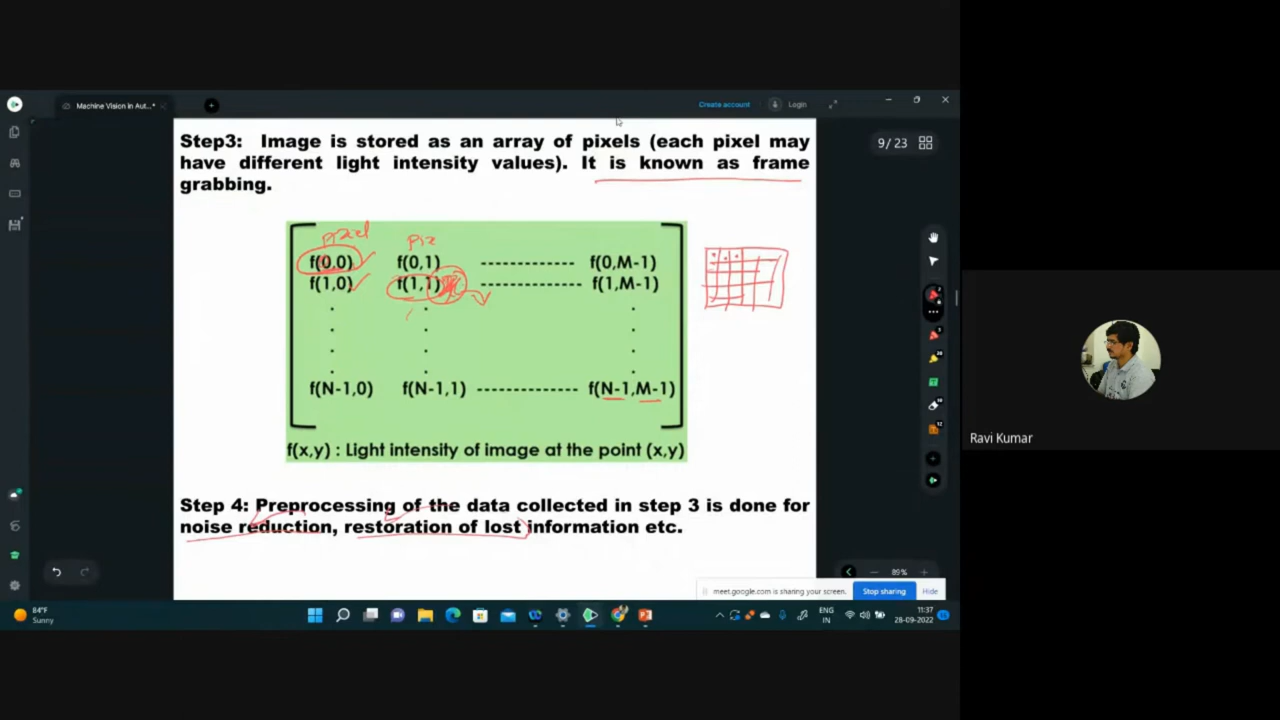 Machine Vision in Aut...*
Create account
Login
Step3: Image is stored as an array of pixels (each pixel may
have different light intensity values). It is known as frame
grabbing.
9/ 23
pixel
pix
f(0,0) f(0,1) ------------ f(0,M-1)
f(1,0) f(1,1) ------------ f(1,M-1)
f(N-1,0) f(N-1,1) ------------- f(N-1,M-1)
f(x,y) : Light intensity of image at the point (x,y)
Ravi Kumar
Step 4: Preprocessing of the data collected in step 3 is done for
noise reduction, restoration of lost information etc.
89%
meet.google.com is sharing your screen.
Stop sharing
Hide
84°F
Sunny
ENG
IN
11:37
28-09-2022